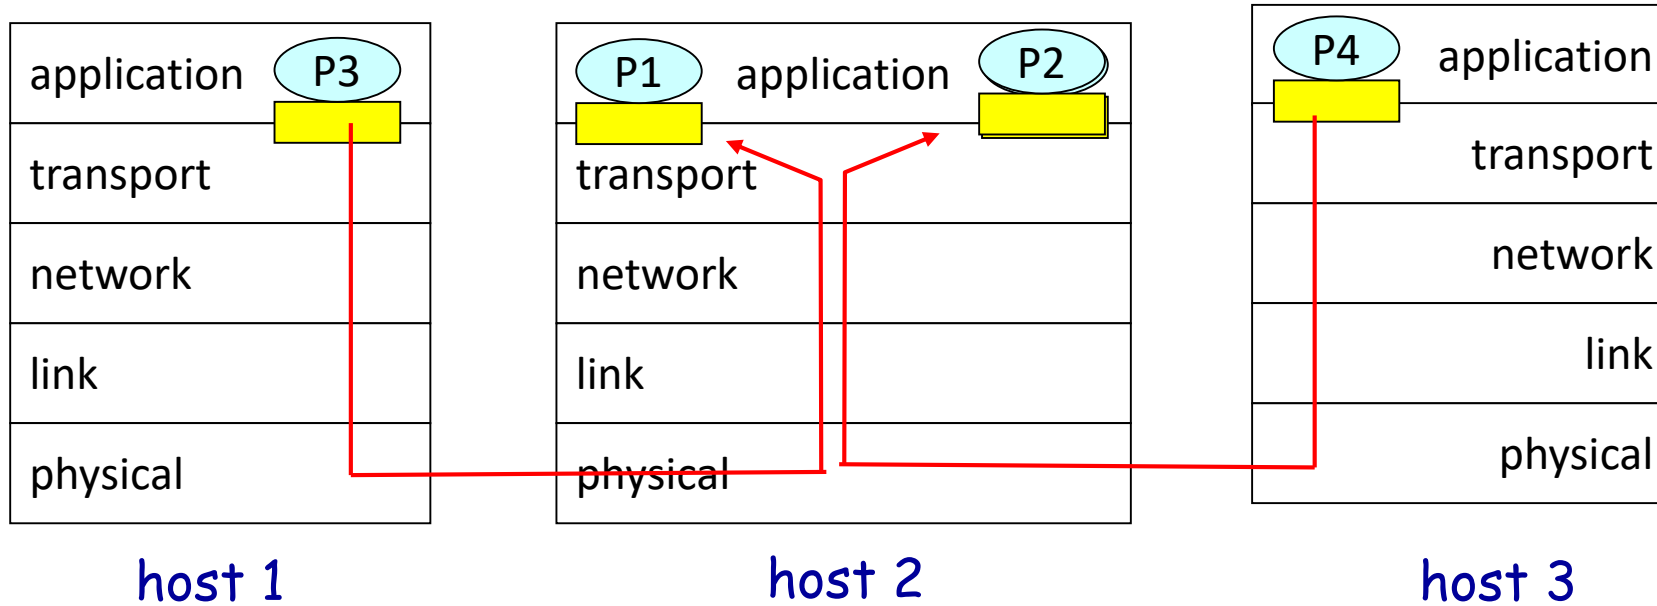 application P3
transport
network
link
physical
host 1
P1 application P2
transport
network
link
physical
host 2
P4 application
transport
network
link
physical
host 3